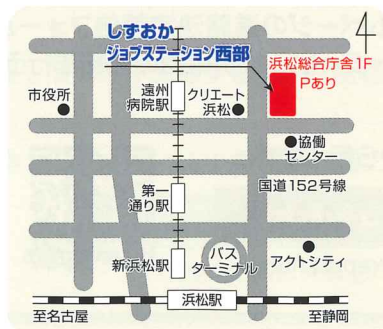 しずおか
ジョブステーション西部
浜松総合庁舎1F
Pあり
市役所
遠州
病院駅
クリエート
浜松
協働
センター
国道152号線
第一
通り駅
新浜松駅
バス
ターミナル
アクトシティ
浜松駅
至名古屋
至静岡